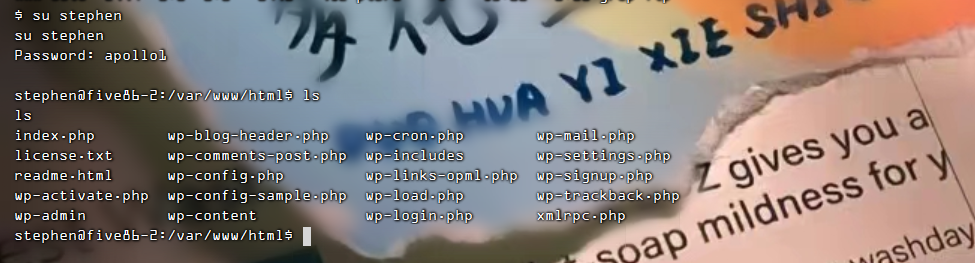 $ su stephen
su stephen
Password: apollo1
stephen@five86-2:/var/www/html$ ls
ls
index.php wp-blog-header.php wp-cron.php wp-mail.php
license.txt wp-comments-post.php wp-includes wp-settings.php
readme.html wp-config.php wp-links-opml.php wp-signup.php
wp-activate.php wp-config-sample.php wp-load.php wp-trackback.php
wp-admin wp-content wp-login.php xmlrpc.php
stephen@five86-2:/var/www/html$
HUA YI XIE SHI
z gives you a
soap mildness for y
washday